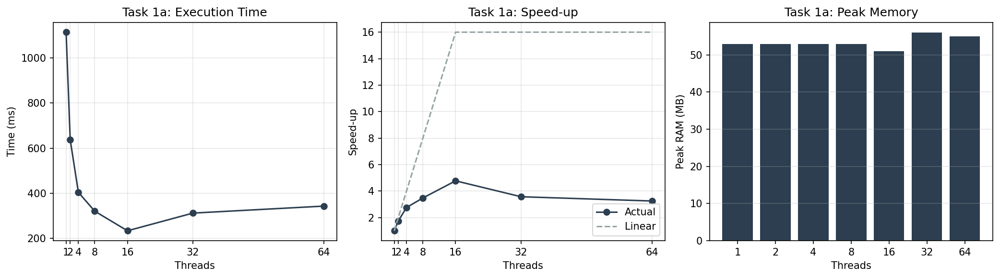 Task 1a: Execution Time
Time (ms)
1000
800
600
400
200
1 2 4 8 16 32 64
Threads
Task 1a: Speed-up
Speed-up
16
14
12
10
8
6
4
2
Actual
Linear
1 2 4 8 16 32 64
Threads
Task 1a: Peak Memory
Peak RAM (MB)
50
40
30
20
10
0
1 2 4 8 16 32 64
Threads